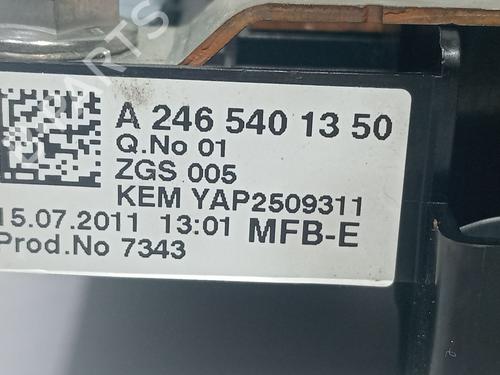 A 246 540 13 50
Q.No 01
ZGS 005
KEM YAP2509311
15.07.2011 13:01 MFB-E
Prod.No 7343